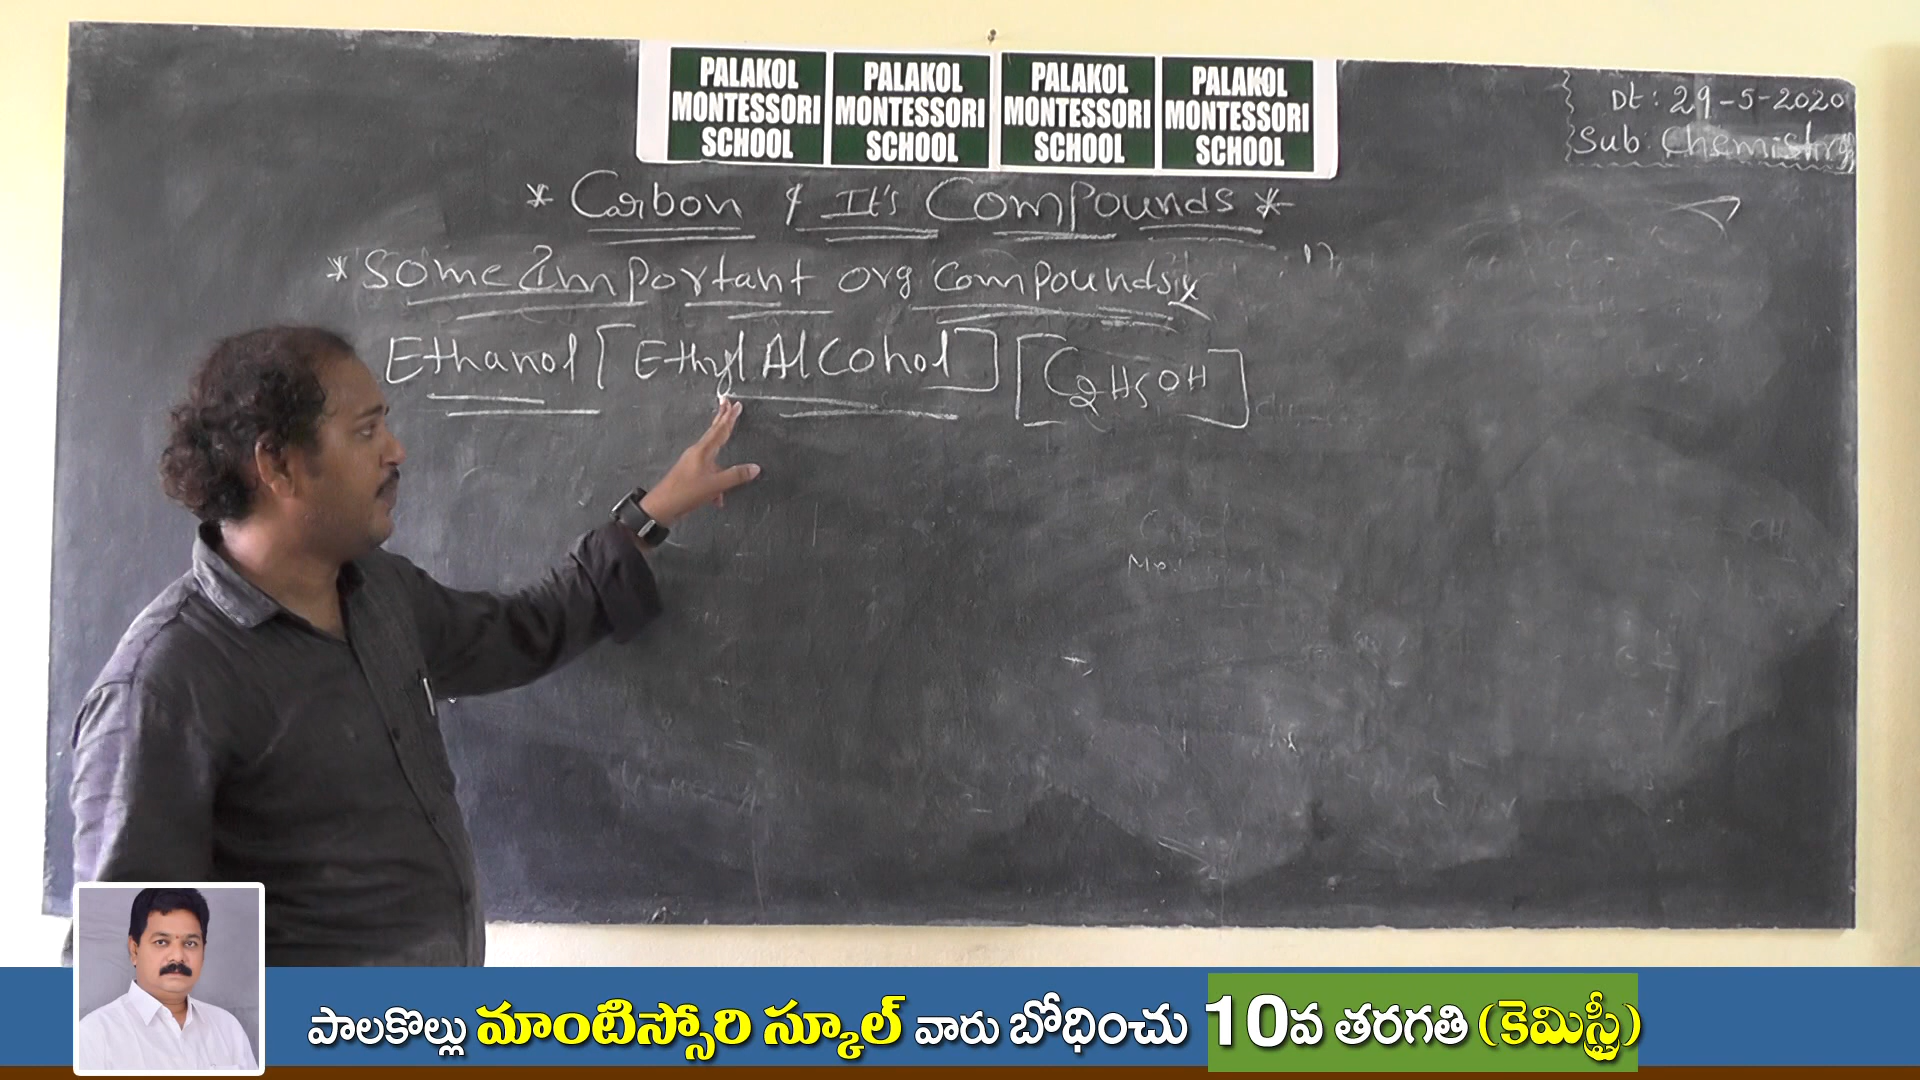 PALAKOL MONTESSORI SCHOOL
PALAKOL MONTESSORI SCHOOL
PALAKOL MONTESSORI SCHOOL
PALAKOL MONTESSORI SCHOOL
Dt: 29-5-2020
Sub: Chemistry
* Carbon & It's Compounds *
* Some Important org. compounds:
Ethanol [Ethyl Alcohol] [C2H5OH]
పాలకొల్లు మాంటిస్సోరి స్కూల్ వారు బోధించు 10వ తరగతి (కెమిస్ట్రీ)